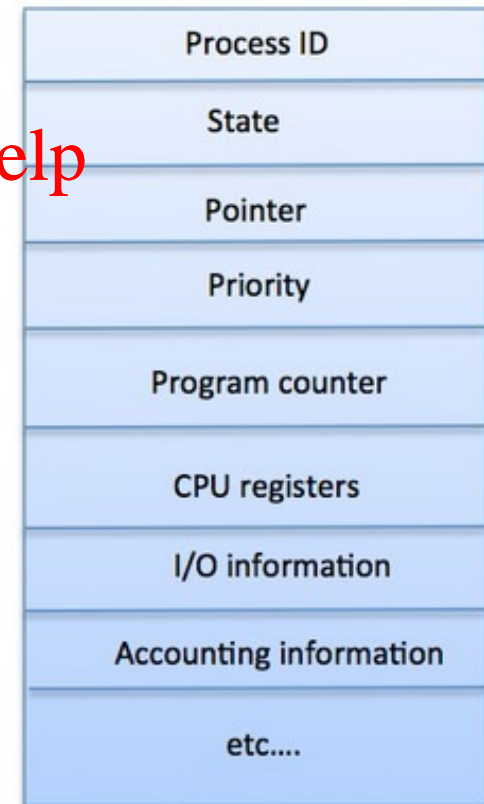 Process ID
State
elp
Pointer
Priority
Program counter
CPU registers
I/O information
Accounting information
etc....